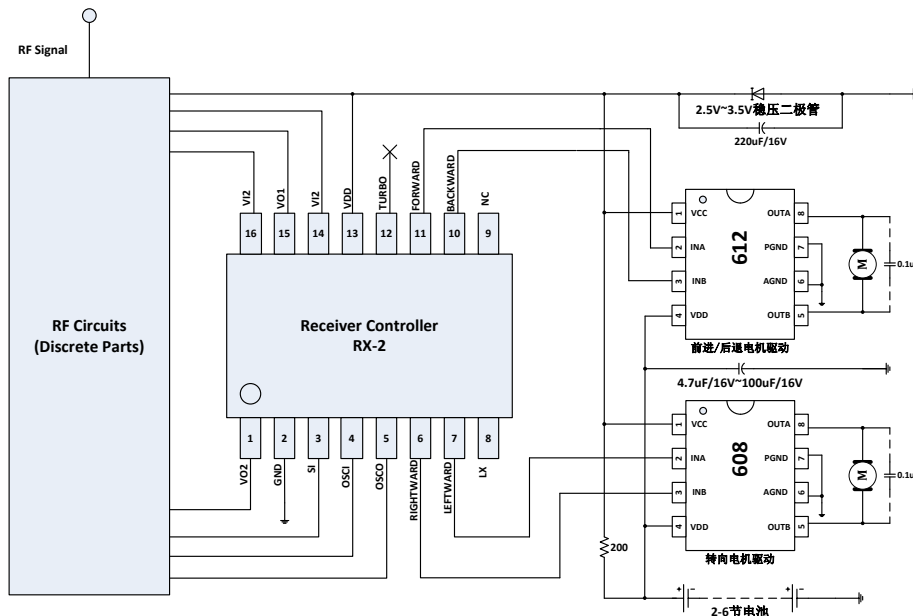 RF Signal
2.5V~3.5V稳压二极管
220uF/16V
VI2
VO1
VI2
VDD
TURBO
FORWARD
BACKWARD
NC
16
15
14
13
12
11
10
9
RF Circuits
(Discrete Parts)
Receiver Controller
RX-2
1
2
3
4
5
6
7
8
VO2
GND
SI
OSCI
OSCO
RIGHTWARD
LEFTWARD
LX
612
1 VCC OUTA 8
2 INA PGND 7
3 INB AGND 6
4 VDD OUTB 5
M
0.1u
前进/后退电机驱动
4.7uF/16V~100uF/16V
608
1 VCC OUTA 8
2 INA PGND 7
3 INB AGND 6
4 VDD OUTB 5
M
0.1u
转向电机驱动
200
+ - + -
2-6节电池